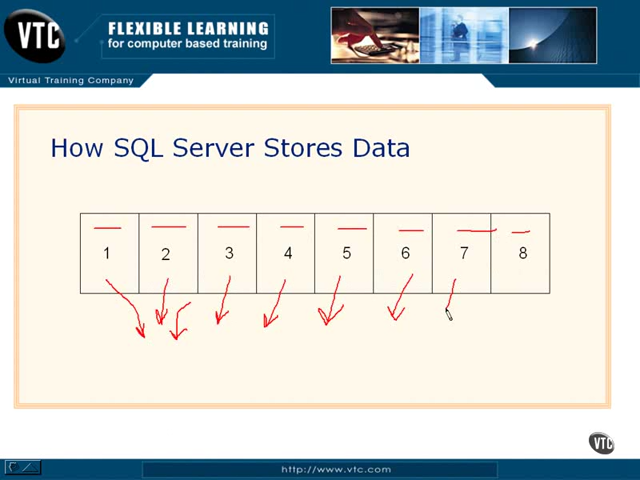 VTC
FLEXIBLE LEARNING
for computer based training
Virtual Training Company
How SQL Server Stores Data
1 2 3 4 5 6 7 8
VTC
http://www.vtc.com